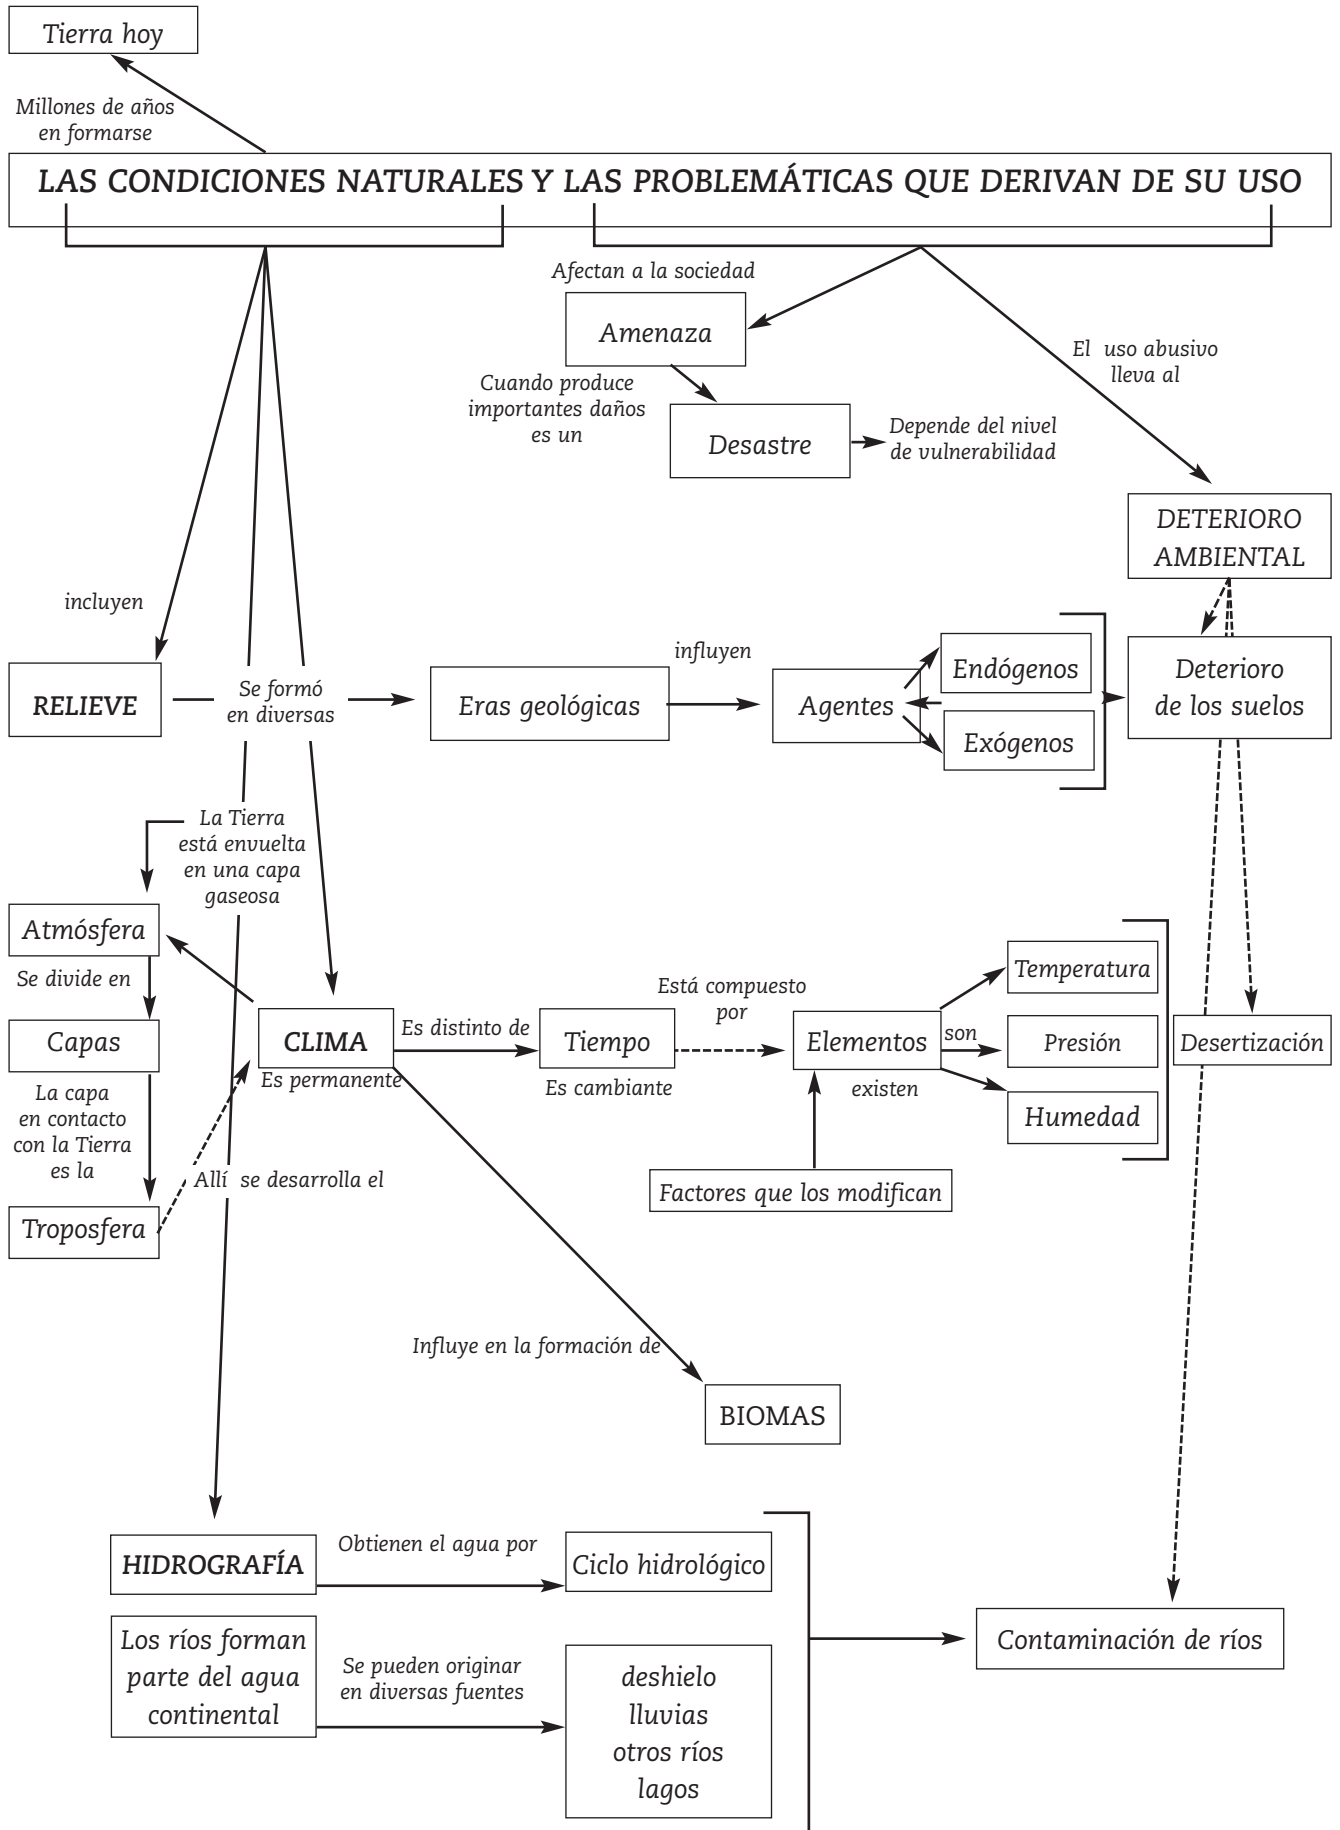 Tierra hoy
Millones de años
en formarse
LAS CONDICIONES NATURALES Y LAS PROBLEMÁTICAS QUE DERIVAN DE SU USO
Afectan a la sociedad
Amenaza
Cuando produce
importantes daños
es un
Desastre
Depende del nivel
de vulnerabilidad
El uso abusivo
lleva al
DETERIORO
AMBIENTAL
incluyen
RELIEVE
Se formó
en diversas
Eras geológicas
influyen
Agentes
Endógenos
Exógenos
Deterioro
de los suelos
La Tierra
está envuelta
en una capa
gaseosa
Atmósfera
Se divide en
Capas
La capa
en contacto
con la Tierra
es la
Troposfera
Allí se desarrolla el
CLIMA
Es permanente
Es distinto de
Tiempo
Es cambiante
Está compuesto
por
Elementos
son
existen
Temperatura
Presión
Humedad
Factores que los modifican
Desertización
Influye en la formación de
BIOMAS
HIDROGRAFÍA
Obtienen el agua por
Ciclo hidrológico
Los ríos forman
parte del agua
continental
Se pueden originar
en diversas fuentes
deshielo
lluvias
otros ríos
lagos
Contaminación de ríos